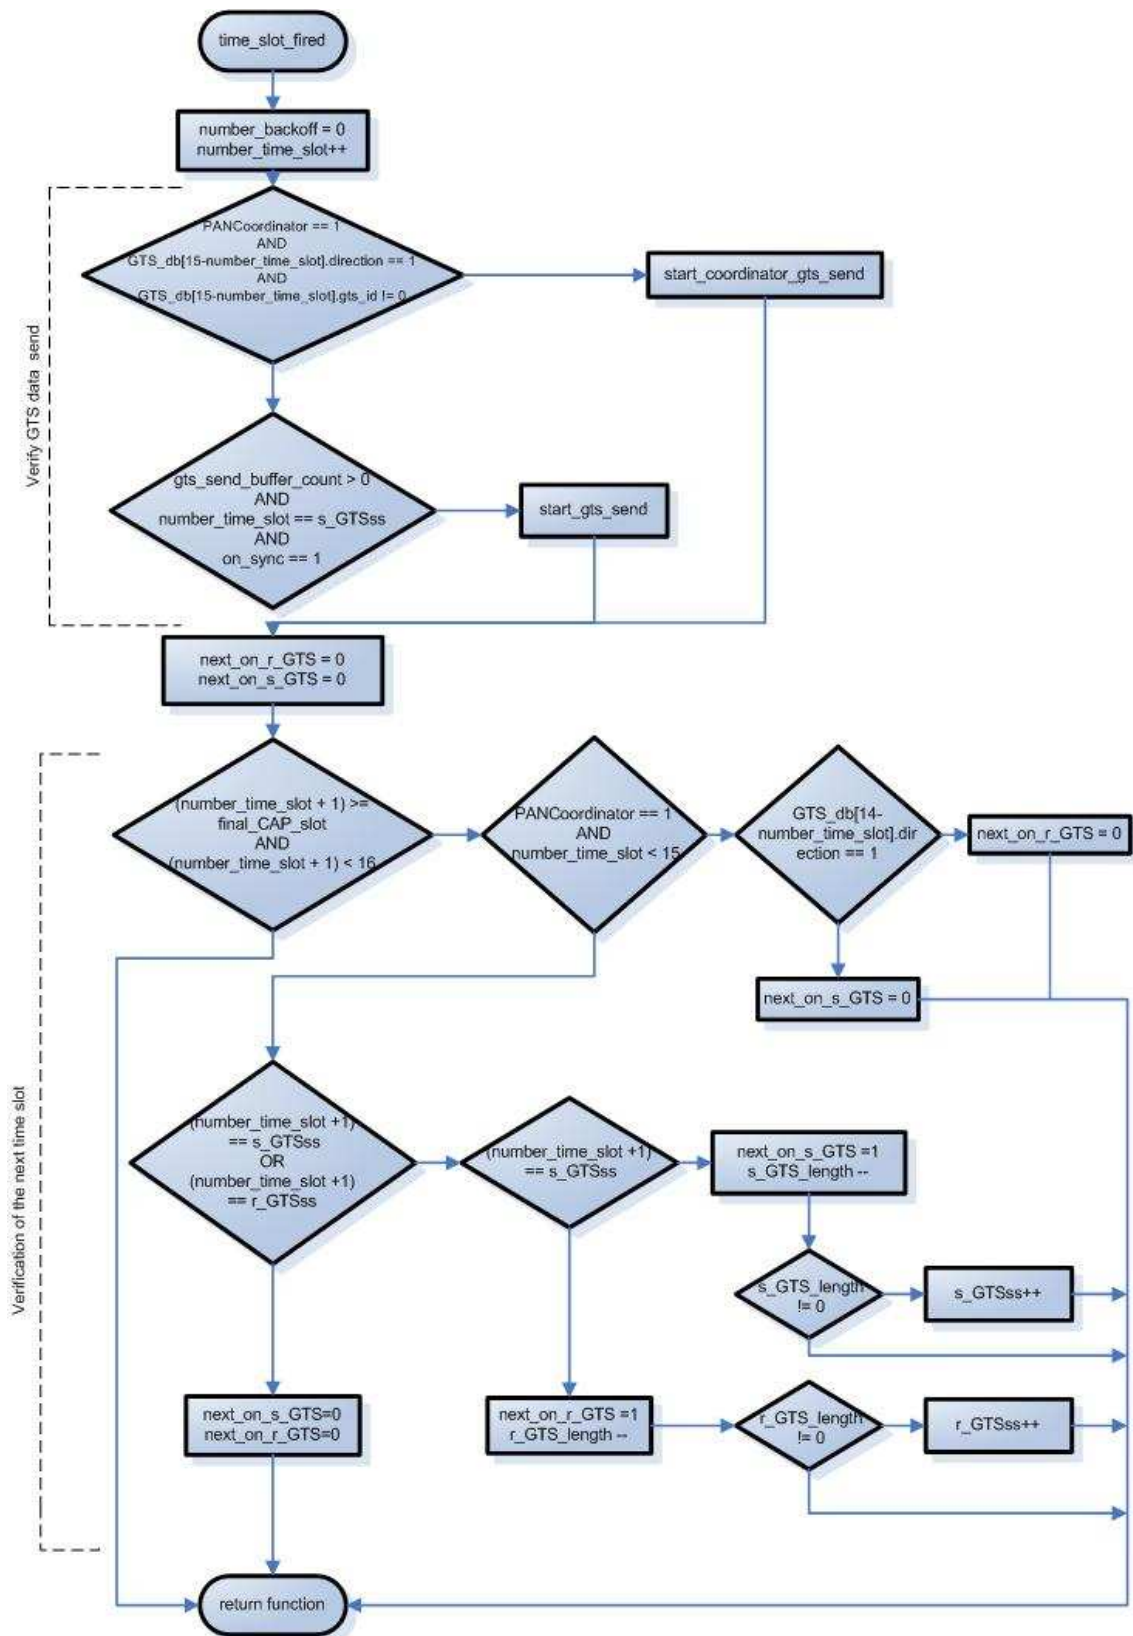 time_slot_fired
number_backoff = 0
number_time_slot++
PANCoordinator == 1
AND
GTS_db[15-number_time_slot].direction == 1
AND
GTS_db[15-number_time_slot].gts_id != 0
start_coordinator_gts_send
Verify GTS data send
gts_send_buffer_count > 0
AND
number_time_slot == s_GTSss
AND
on_sync == 1
start_gts_send
next_on_r_GTS = 0
next_on_s_GTS = 0
(number_time_slot + 1) >=
final_CAP_slot
AND
(number_time_slot + 1) < 16
PANCoordinator == 1
AND
number_time_slot < 15
GTS_db[14-
number_time_slot].dir
ection == 1
next_on_r_GTS = 0
next_on_s_GTS = 0
Verification of the next time slot
(number_time_slot +1)
== s_GTSss
OR
(number_time_slot +1)
== r_GTSss
(number_time_slot +1)
== s_GTSss
next_on_s_GTS =1
s_GTS_length --
s_GTS_length
!= 0
s_GTSss++
next_on_s_GTS=0
next_on_r_GTS=0
next_on_r_GTS =1
r_GTS_length --
r_GTS_length
!= 0
r_GTSss++
return function